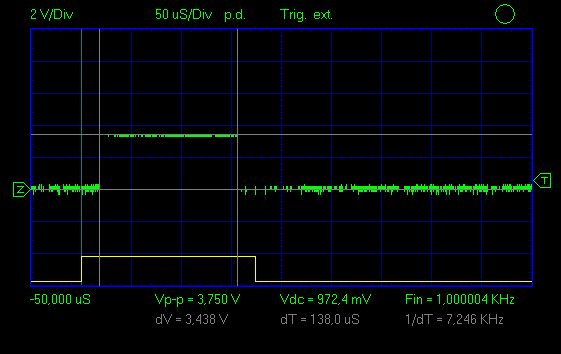 2 V/Div 50 uS/Div p.d. Trig. ext.
Z T
-50,000 uS Vp-p = 3,750 V Vdc = 972,4 mV Fin = 1,000004 KHz
dV = 3,438 V dT = 138,0 uS 1/dT = 7,246 KHz